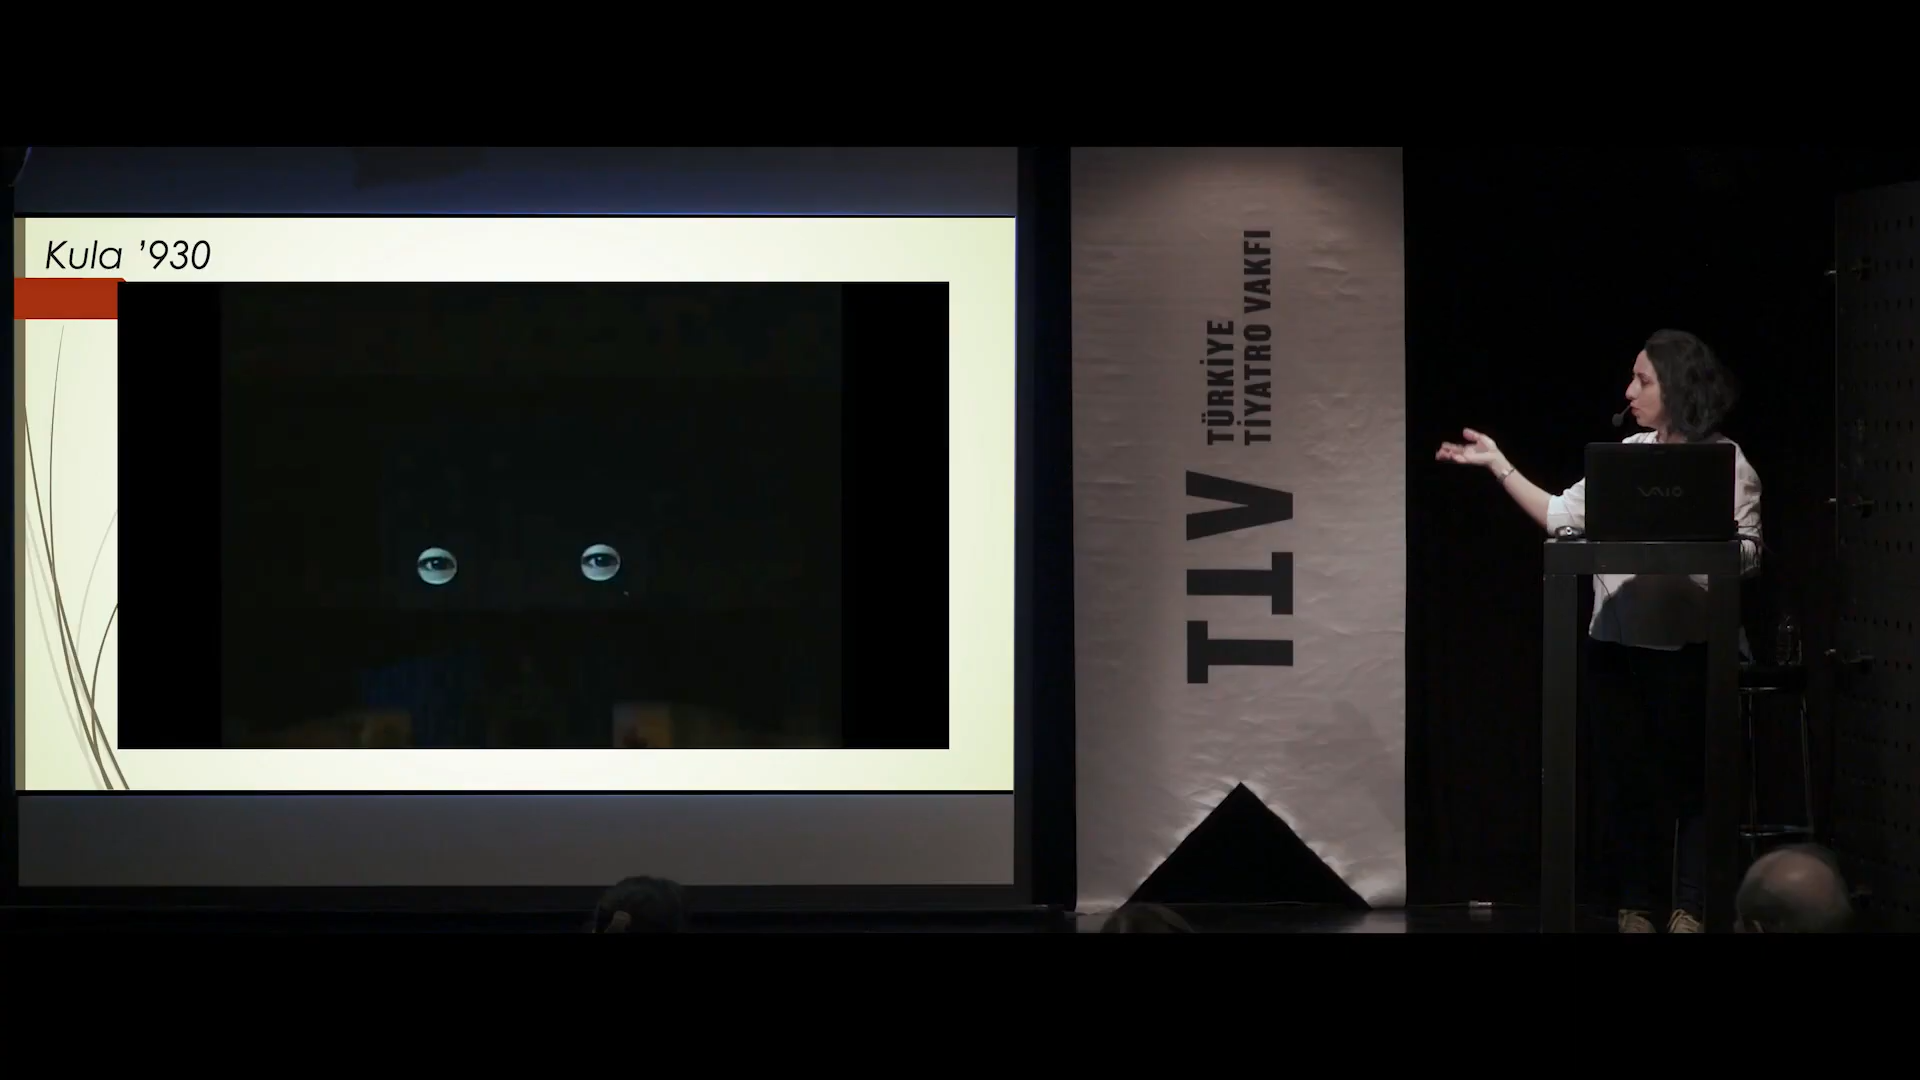 Kula ’930
TTV
TÜRKİYE
TİYATRO VAKFI
VAIO